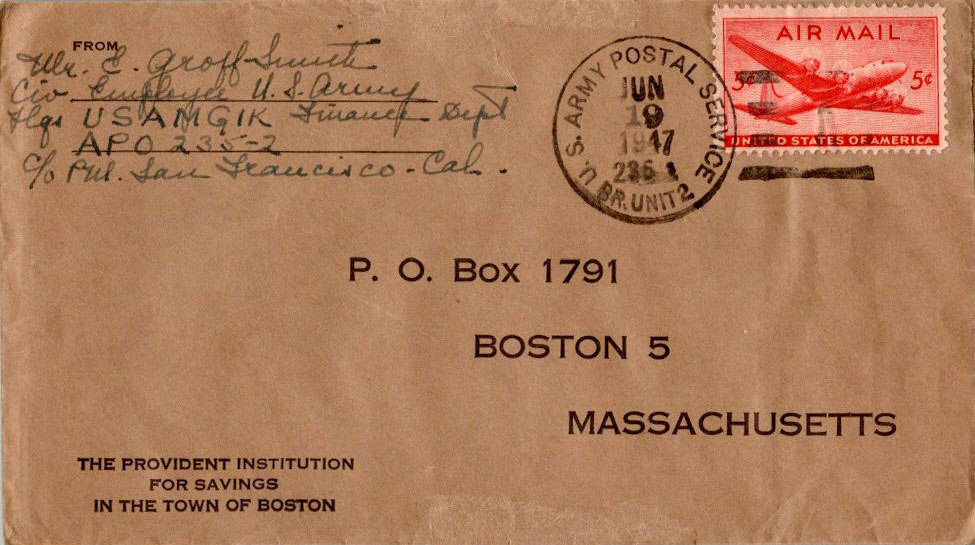 FROM
Mr. E. Groff-Smith
Civ Employee U.S. Army
Hqs USAMGIK Finance Dept
APO 235-2
c/o P.M. San Francisco - Cal.
U.S. ARMY POSTAL SERVICE
JUN
19
1947
BR. UNIT 2
AIR MAIL
5¢ 5¢
UNITED STATES OF AMERICA
P. O. Box 1791
BOSTON 5
MASSACHUSETTS
THE PROVIDENT INSTITUTION
FOR SAVINGS
IN THE TOWN OF BOSTON